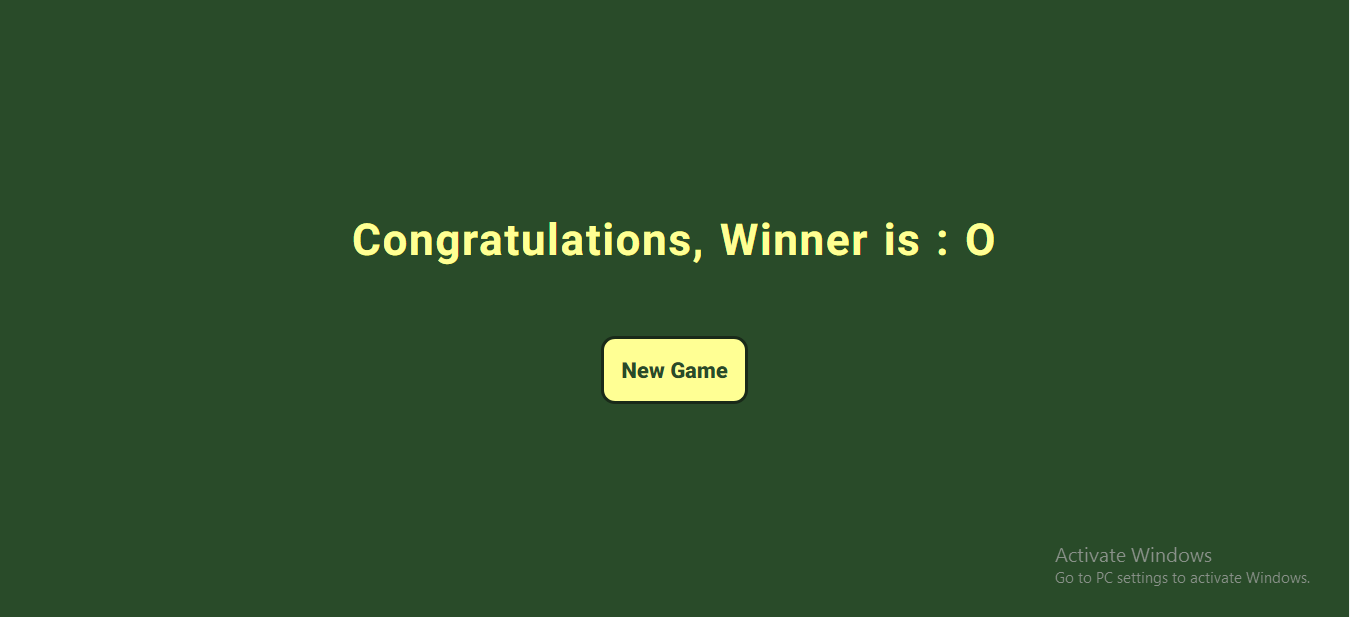 Congratulations, Winner is : O
New Game
Activate Windows
Go to PC settings to activate Windows.